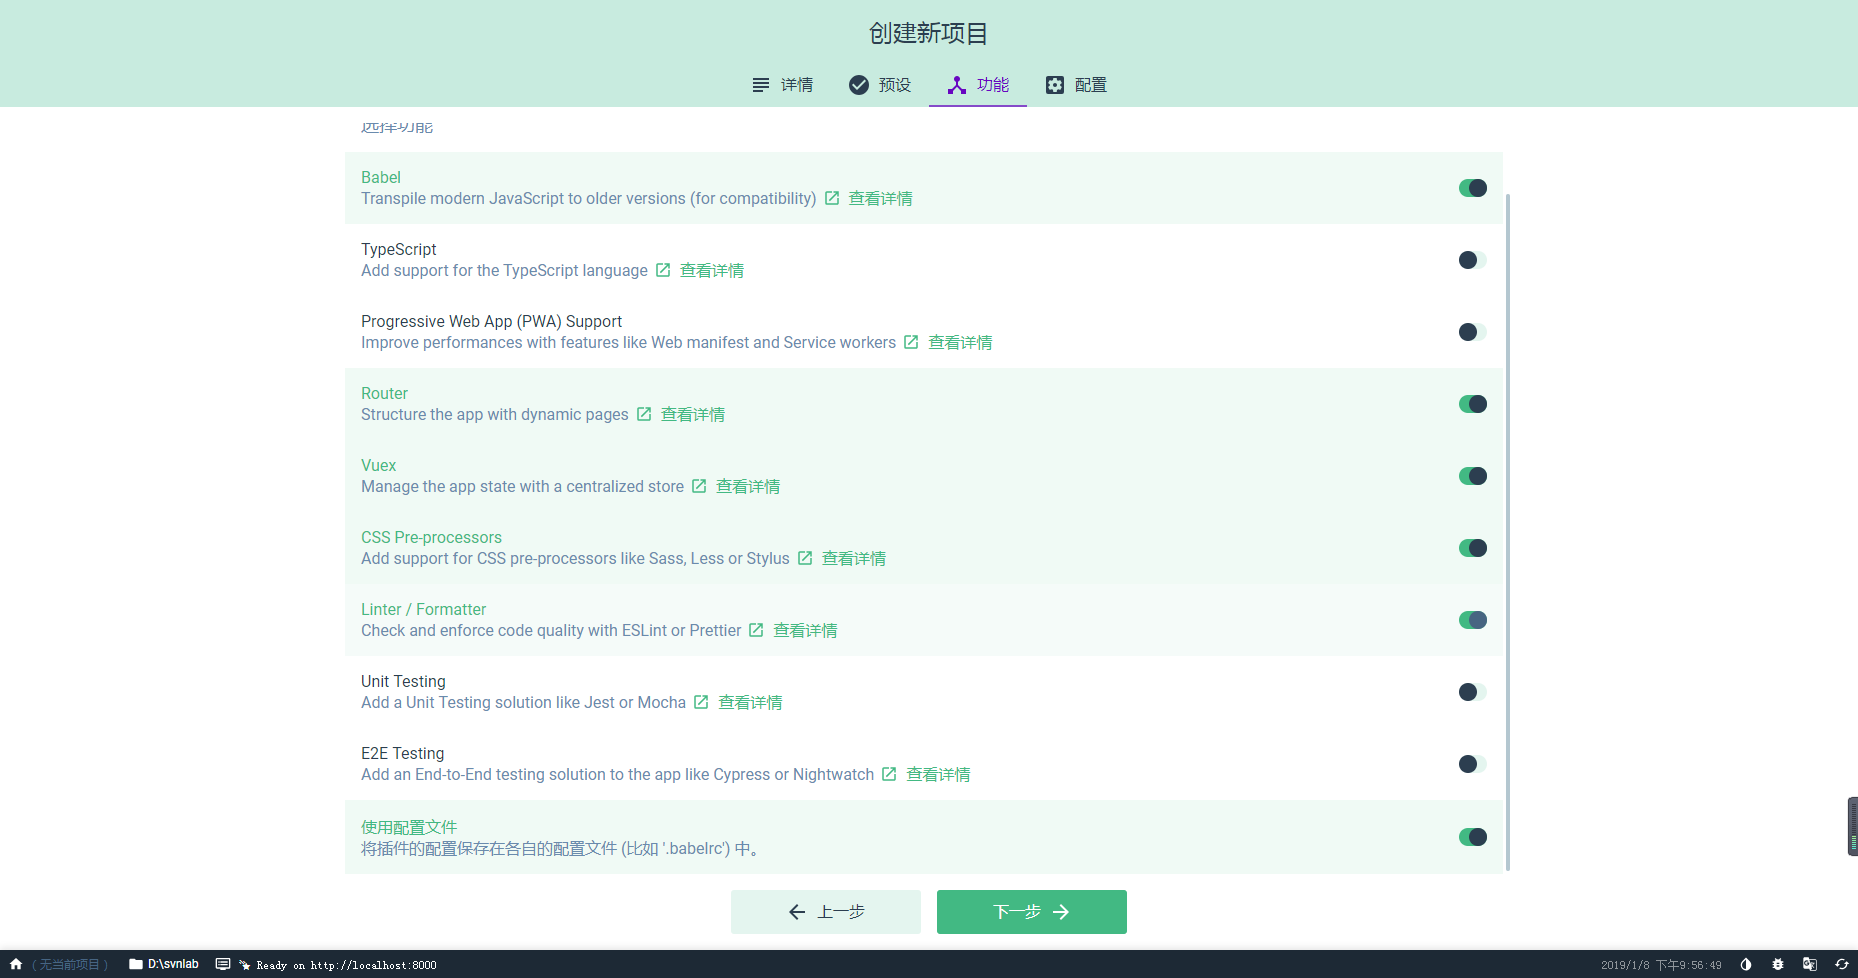 创建新项目
详情 预设 功能 配置
选择功能
Babel
Transpile modern JavaScript to older versions (for compatibility) 查看详情
TypeScript
Add support for the TypeScript language 查看详情
Progressive Web App (PWA) Support
Improve performances with features like Web manifest and Service workers 查看详情
Router
Structure the app with dynamic pages 查看详情
Vuex
Manage the app state with a centralized store 查看详情
CSS Pre-processors
Add support for CSS pre-processors like Sass, Less or Stylus 查看详情
Linter / Formatter
Check and enforce code quality with ESLint or Prettier 查看详情
Unit Testing
Add a Unit Testing solution like Jest or Mocha 查看详情
E2E Testing
Add an End-to-End testing solution to the app like Cypress or Nightwatch 查看详情
使用配置文件
将插件的配置保存在各自的配置文件 (比如 '.babelrc') 中。
上一步 下一步
(无当前项目) D:\svnlab Ready on http://localhost:8000 2019/1/8 下午9:56:49